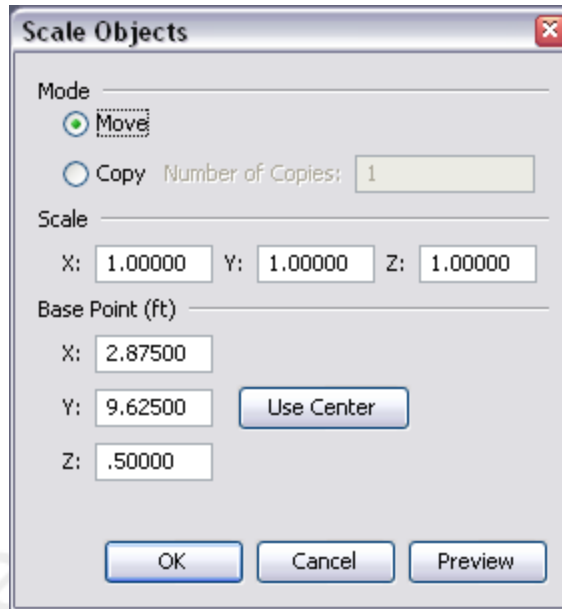 Scale Objects
Mode
Move
Copy Number of Copies: 1
Scale
X: 1.00000 Y: 1.00000 Z: 1.00000
Base Point (ft)
X: 2.87500
Y: 9.62500 Use Center
Z: .50000
OK Cancel Preview